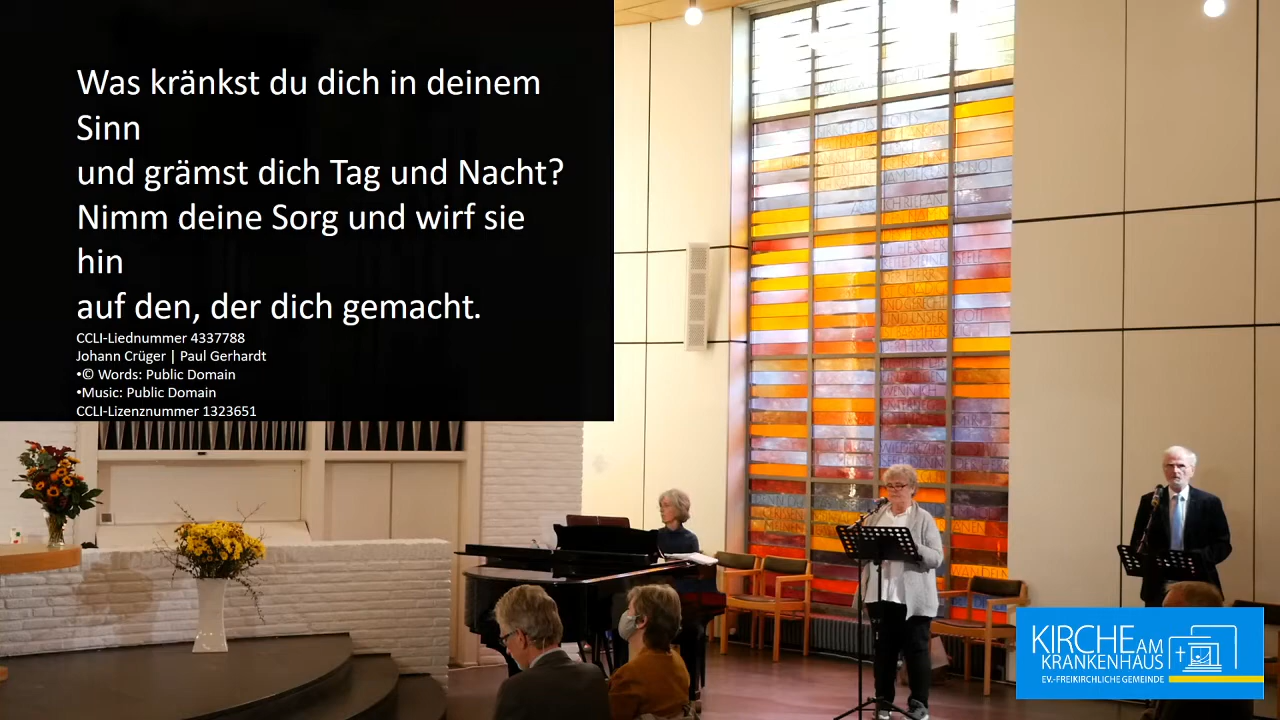 Was kränkst du dich in deinem
Sinn
und grämst dich Tag und Nacht?
Nimm deine Sorg und wirf sie
hin
auf den, der dich gemacht.
CCLI-Liednummer 4337788
Johann Crüger | Paul Gerhardt
•© Words: Public Domain
•Music: Public Domain
CCLI-Lizenznummer 1323651
KIRCHE AM
KRANKENHAUS
EV.-FREIKIRCHLICHE GEMEINDE